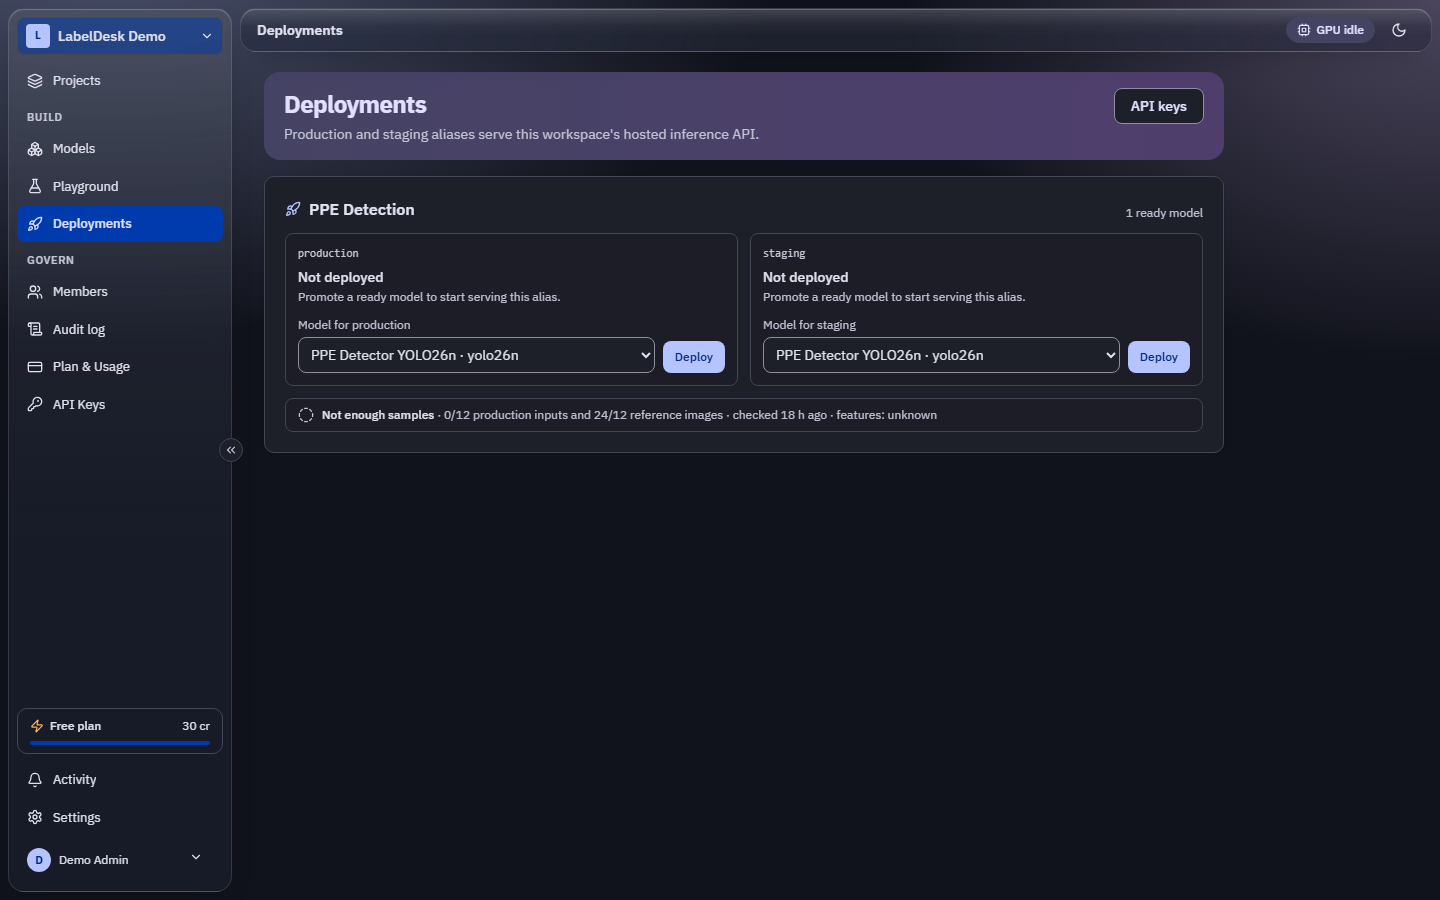 L LabelDesk Demo
Projects
BUILD
Models
Playground
Deployments
GOVERN
Members
Audit log
Plan & Usage
API Keys
Free plan 30 cr
Activity
Settings
D Demo Admin
Deployments
GPU idle
Deployments
Production and staging aliases serve this workspace's hosted inference API.
API keys
PPE Detection
1 ready model
production
Not deployed
Promote a ready model to start serving this alias.
Model for production
PPE Detector YOLO26n · yolo26n
Deploy
staging
Not deployed
Promote a ready model to start serving this alias.
Model for staging
PPE Detector YOLO26n · yolo26n
Deploy
Not enough samples · 0/12 production inputs and 24/12 reference images · checked 18 h ago · features: unknown